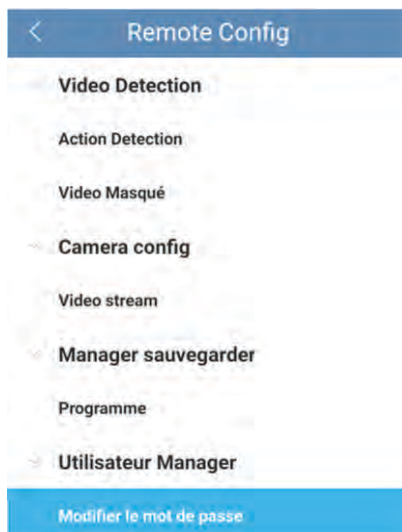 Remote Config
Video Detection
Action Detection
Video Masqué
Camera config
Video stream
Manager sauvegarder
Programme
Utilisateur Manager
Modifier le mot de passe